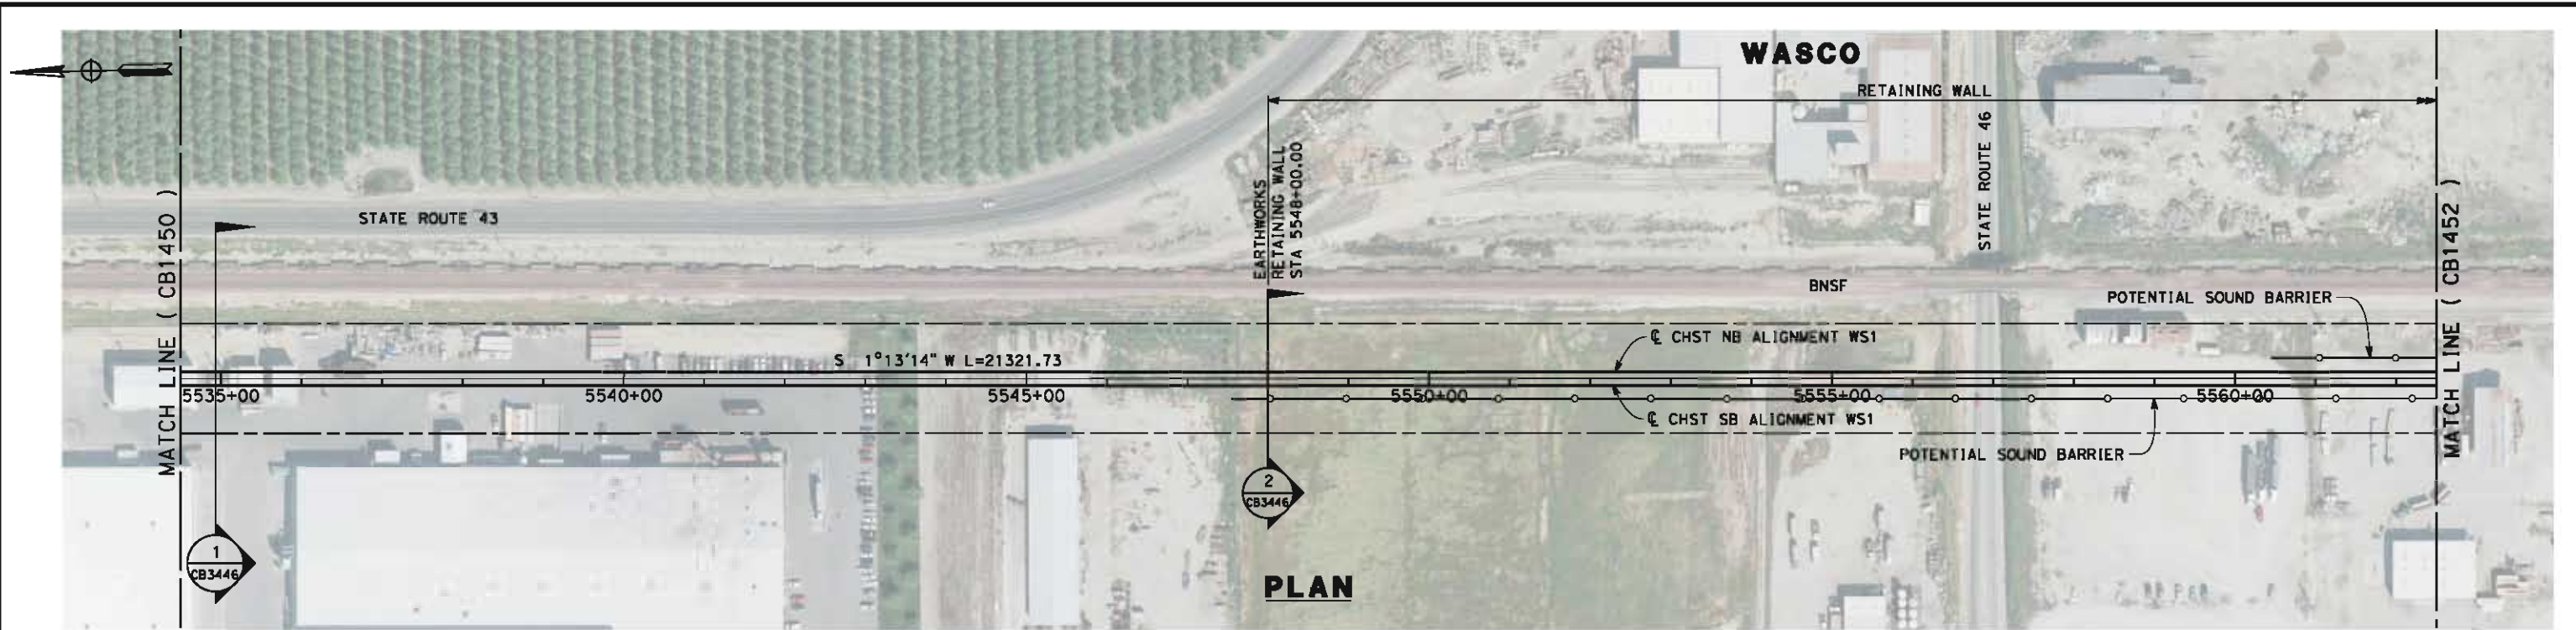 WASCO
RETAINING WALL
STATE ROUTE 46
EARTHWORKS
RETAINING WALL
STA 5548+00.00
STATE ROUTE 43
MATCH LINE ( CB1450 )
MATCH LINE ( CB1452 )
BNSF
POTENTIAL SOUND BARRIER
℄ CHST NB ALIGNMENT WS1
S 1°13'14" W L=21321.73
5535+00 5540+00 5545+00 5550+00 5555+00 5560+00
℄ CHST SB ALIGNMENT WS1
POTENTIAL SOUND BARRIER
2
CB3446
1
CB3446
PLAN